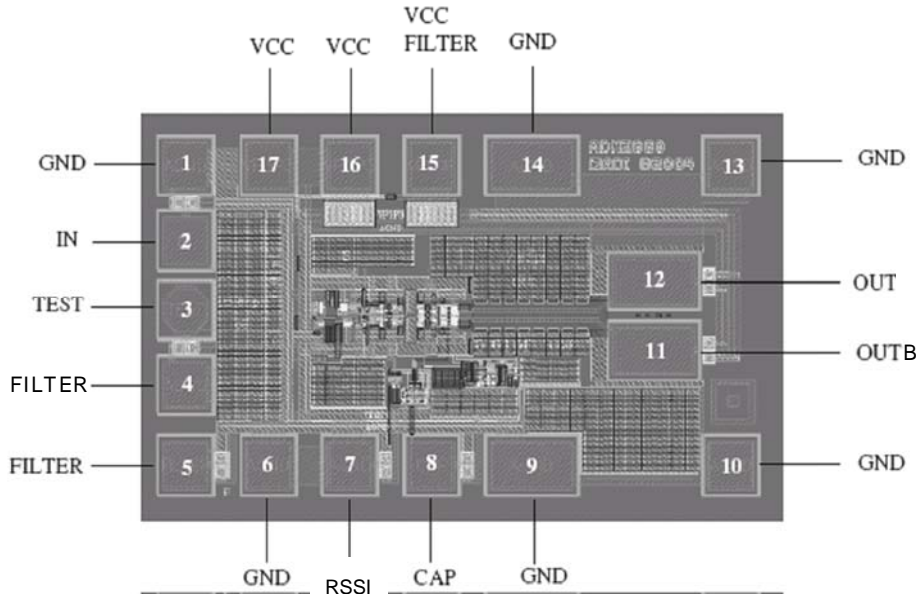 VCC
VCC
VCC
FILTER
GND
GND
1
17
16
15
14
13
GND
IN
2
TEST
3
12
OUT
FILTER
4
11
OUTB
FILTER
5
6
7
8
9
10
GND
GND
RSSI
CAP
GND